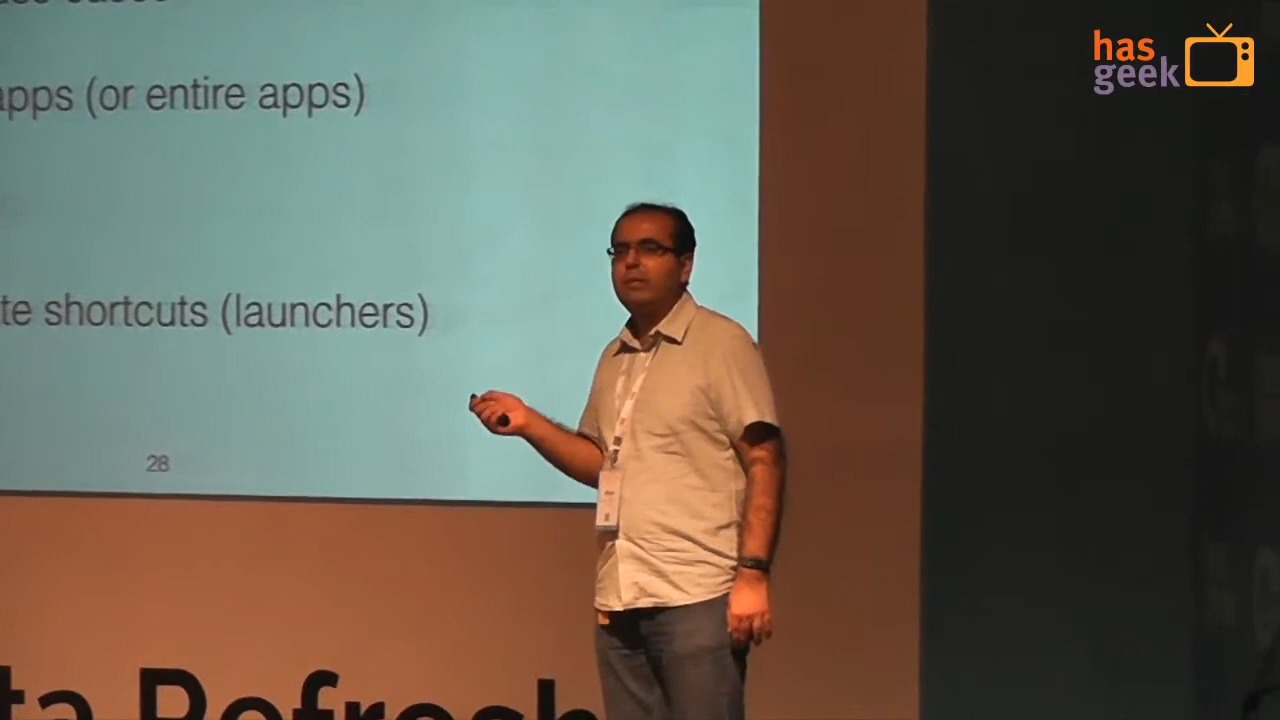 has
geek
apps (or entire apps)
te shortcuts (launchers)
28
ta Refresh